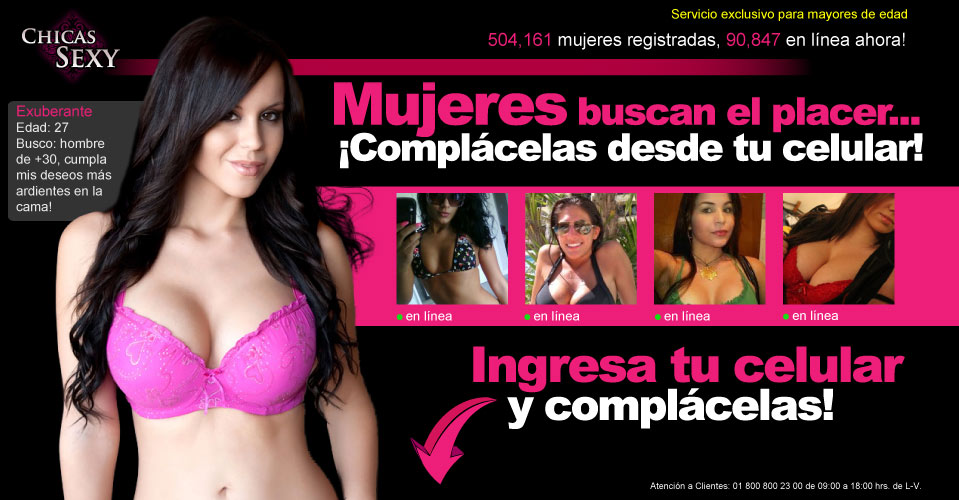 CHICAS
SEXY
Servicio exclusivo para mayores de edad
504,161 mujeres registradas, 90,847 en línea ahora!
Exuberante
Edad: 27
Busco: hombre
de +30, cumpla
mis deseos más
ardientes en la
cama!
Mujeres buscan el placer...
¡Complácelas desde tu celular!
en línea
en línea
en línea
en línea
Ingresa tu celular
y complácelas!
Atención a Clientes: 01 800 800 23 00 de 09:00 a 18:00 hrs. de L-V.